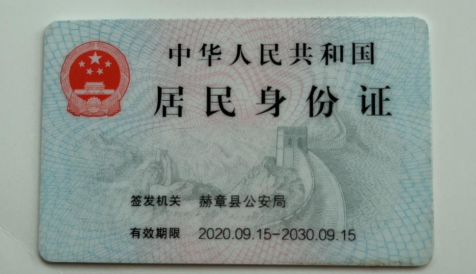 中华人民共和国
居民身份证
签发机关 赫章县公安局
有效期限 2020.09.15-2030.09.15